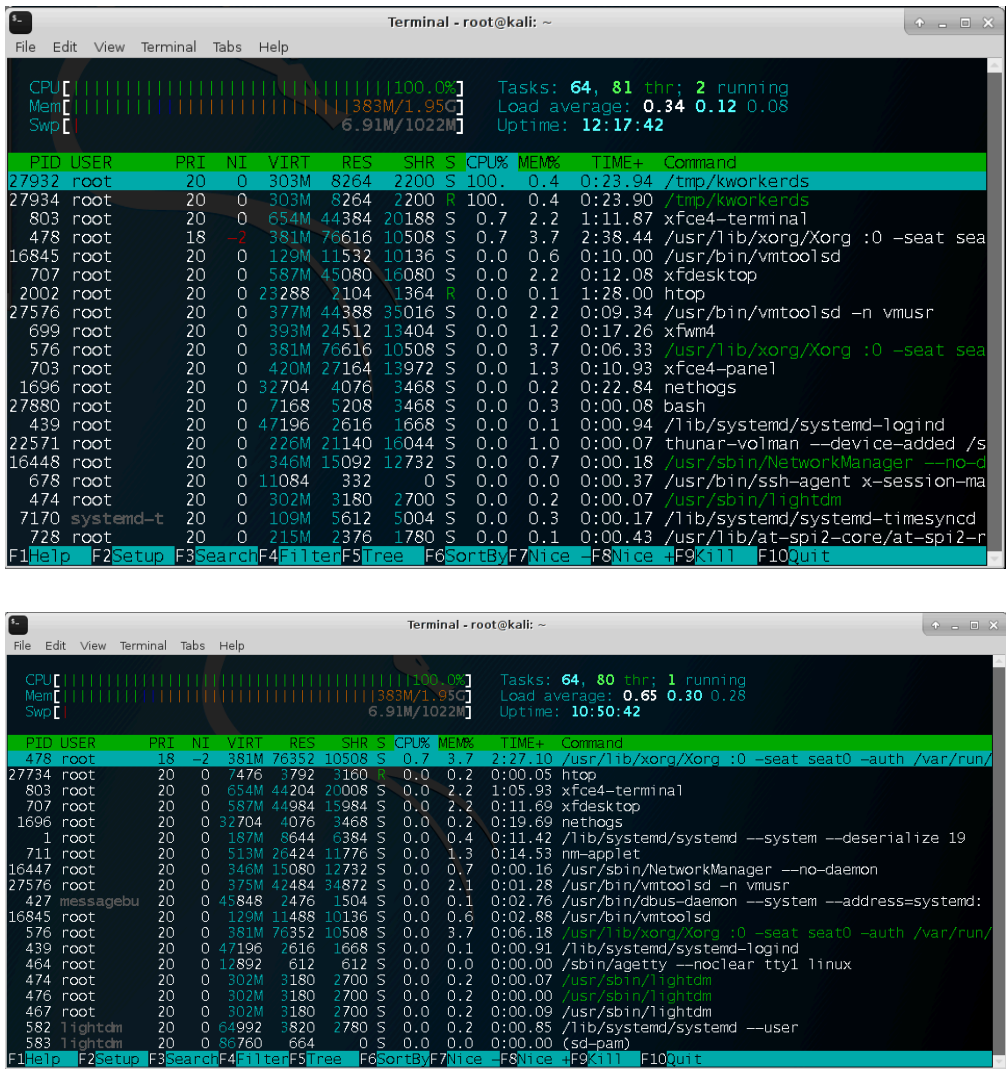 Terminal - root@kali: ~
File Edit View Terminal Tabs Help
CPU[||||||||||||||||||||||||||||||||100.0%] Tasks: 64, 81 thr; 2 running
Mem[||||||||||||||||||||||||||||383M/1.95G] Load average: 0.34 0.12 0.08
Swp[| 6.91M/1022M] Uptime: 12:17:42
PID USER PRI NI VIRT RES SHR S CPU% MEM% TIME+ Command
27932 root 20 0 303M 8264 2200 S 100. 0.4 0:23.94 /tmp/kworkerds
27934 root 20 0 303M 8264 2200 R 100. 0.4 0:23.90 /tmp/kworkerds
803 root 20 0 654M 44384 20188 S 0.7 2.2 1:11.87 xfce4-terminal
478 root 18 -2 381M 76616 10508 S 0.7 3.7 2:38.44 /usr/lib/xorg/Xorg :0 -seat sea
16845 root 20 0 129M 11532 10136 S 0.0 0.6 0:10.00 /usr/bin/vmtoolsd
707 root 20 0 587M 45080 16080 S 0.0 2.2 0:12.08 xfdesktop
2002 root 20 0 23288 2104 1364 R 0.0 0.1 1:28.00 htop
27576 root 20 0 377M 44388 35016 S 0.0 2.2 0:09.34 /usr/bin/vmtoolsd -n vmusr
699 root 20 0 393M 24512 13404 S 0.0 1.2 0:17.26 xfwm4
576 root 20 0 381M 76616 10508 S 0.0 3.7 0:06.33 /usr/lib/xorg/Xorg :0 -seat sea
703 root 20 0 420M 27164 13972 S 0.0 1.3 0:10.93 xfce4-panel
1696 root 20 0 32704 4076 3468 S 0.0 0.2 0:22.84 nethogs
27880 root 20 0 7168 5208 3468 S 0.0 0.3 0:00.08 bash
439 root 20 0 47196 2616 1668 S 0.0 0.1 0:00.94 /lib/systemd/systemd-logind
22571 root 20 0 226M 21140 16044 S 0.0 1.0 0:00.07 thunar-volman --device-added /s
16448 root 20 0 346M 15092 12732 S 0.0 0.7 0:00.18 /usr/sbin/NetworkManager --no-d
678 root 20 0 11084 332 0 S 0.0 0.0 0:00.37 /usr/bin/ssh-agent x-session-ma
474 root 20 0 302M 3180 2700 S 0.0 0.2 0:00.07 /usr/sbin/lightdm
7170 systemd-t 20 0 109M 5612 5004 S 0.0 0.3 0:00.17 /lib/systemd/systemd-timesyncd
728 root 20 0 215M 2376 1780 S 0.0 0.1 0:00.43 /usr/lib/at-spi2-core/at-spi2-r
F1Help F2Setup F3SearchF4FilterF5Tree F6SortByF7Nice -F8Nice +F9Kill F10Quit
Terminal - root@kali: ~
File Edit View Terminal Tabs Help
CPU[||||||||||||||||||||||||||||||||||||100.0%] Tasks: 64, 80 thr; 1 running
Mem[||||||||||||||||||||||||||||||||383M/1.95G] Load average: 0.65 0.30 0.28
Swp[| 6.91M/1022M] Uptime: 10:50:42
PID USER PRI NI VIRT RES SHR S CPU% MEM% TIME+ Command
478 root 18 -2 381M 76352 10508 S 0.7 3.7 2:27.10 /usr/lib/xorg/Xorg :0 -seat seat0 -auth /var/run/
27734 root 20 0 7476 3792 3160 R 0.0 0.2 0:00.05 htop
803 root 20 0 654M 44204 20008 S 0.0 2.2 1:05.93 xfce4-terminal
707 root 20 0 587M 44984 15984 S 0.0 2.2 0:11.69 xfdesktop
1696 root 20 0 32704 4076 3468 S 0.0 0.2 0:19.69 nethogs
1 root 20 0 187M 8644 6384 S 0.0 0.4 0:11.42 /lib/systemd/systemd --system --deserialize 19
711 root 20 0 513M 26424 11776 S 0.0 1.3 0:14.53 nm-applet
16447 root 20 0 346M 15080 12732 S 0.0 0.7 0:00.16 /usr/sbin/NetworkManager --no-daemon
27576 root 20 0 375M 42484 34872 S 0.0 2.1 0:01.28 /usr/bin/vmtoolsd -n vmusr
427 messagebu 20 0 45848 2476 1504 S 0.0 0.1 0:02.76 /usr/bin/dbus-daemon --system --address=systemd:
16845 root 20 0 129M 11488 10136 S 0.0 0.6 0:02.88 /usr/bin/vmtoolsd
576 root 20 0 381M 76352 10508 S 0.0 3.7 0:06.18 /usr/lib/xorg/Xorg :0 -seat seat0 -auth /var/run/
439 root 20 0 47196 2616 1668 S 0.0 0.1 0:00.91 /lib/systemd/systemd-logind
464 root 20 0 12892 612 612 S 0.0 0.0 0:00.00 /sbin/agetty --noclear tty1 linux
474 root 20 0 302M 3180 2700 S 0.0 0.2 0:00.07 /usr/sbin/lightdm
476 root 20 0 302M 3180 2700 S 0.0 0.2 0:00.00 /usr/sbin/lightdm
467 root 20 0 302M 3180 2700 S 0.0 0.2 0:00.09 /usr/sbin/lightdm
582 lightdm 20 0 64992 3820 2780 S 0.0 0.2 0:00.85 /lib/systemd/systemd --user
583 lightdm 20 0 86760 664 0 S 0.0 0.0 0:00.00 (sd-pam)
F1Help F2Setup F3SearchF4FilterF5Tree F6SortByF7Nice -F8Nice +F9Kill F10Quit